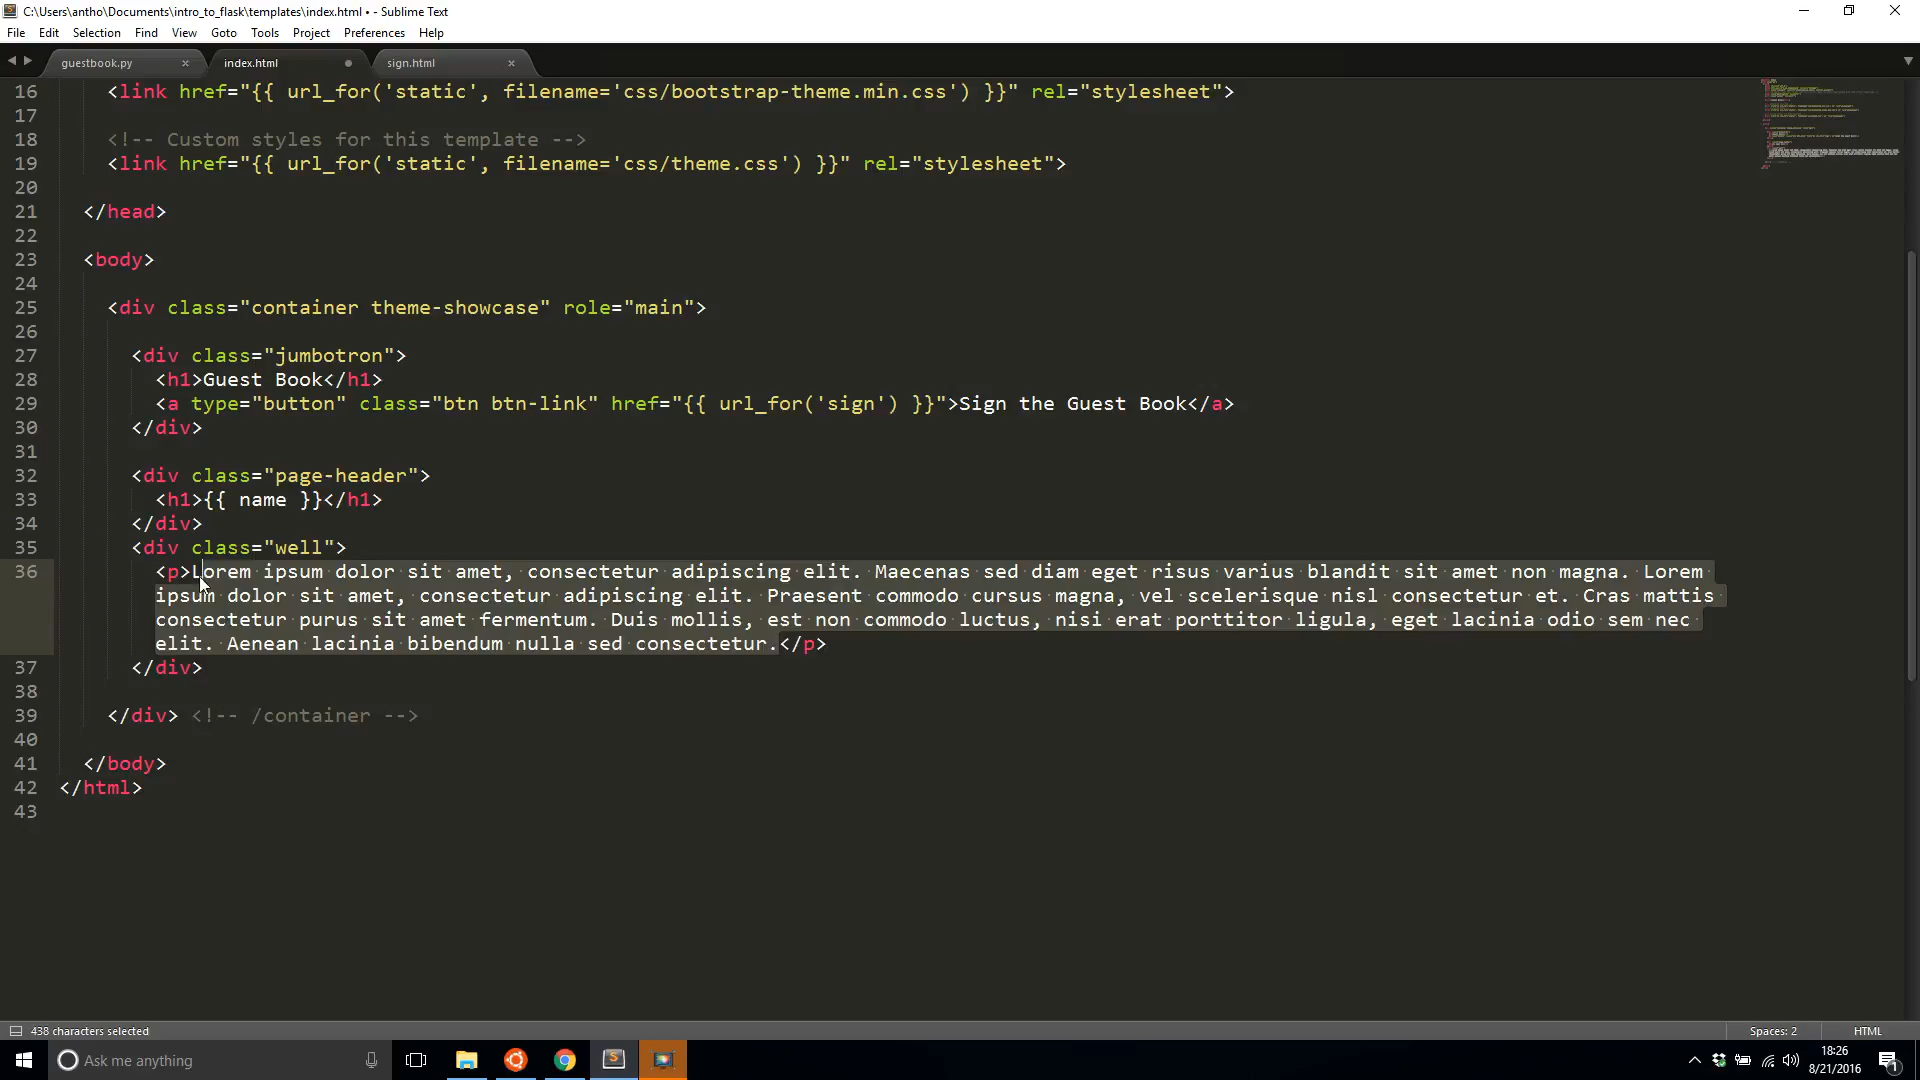 C:\Users\antho\Documents\intro_to_flask\templates\index.html • - Sublime Text
File Edit Selection Find View Goto Tools Project Preferences Help
guestbook.py × index.html sign.html ×
16 <link href="{{ url_for('static', filename='css/bootstrap-theme.min.css') }}" rel="stylesheet">
17
18 <!-- Custom styles for this template -->
19 <link href="{{ url_for('static', filename='css/theme.css') }}" rel="stylesheet">
20
21 </head>
22
23 <body>
24
25 <div class="container theme-showcase" role="main">
26
27 <div class="jumbotron">
28 <h1>Guest Book</h1>
29 <a type="button" class="btn btn-link" href="{{ url_for('sign') }}">Sign the Guest Book</a>
30 </div>
31
32 <div class="page-header">
33 <h1>{{ name }}</h1>
34 </div>
35 <div class="well">
36 <p>Lorem ipsum dolor sit amet, consectetur adipiscing elit. Maecenas sed diam eget risus varius blandit sit amet non magna. Lorem
ipsum dolor sit amet, consectetur adipiscing elit. Praesent commodo cursus magna, vel scelerisque nisl consectetur et. Cras mattis
consectetur purus sit amet fermentum. Duis mollis, est non commodo luctus, nisi erat porttitor ligula, eget lacinia odio sem nec
elit. Aenean lacinia bibendum nulla sed consectetur.</p>
37 </div>
38
39 </div> <!-- /container -->
40
41 </body>
42 </html>
43
438 characters selected Spaces: 2 HTML
Ask me anything
18:26
8/21/2016
1